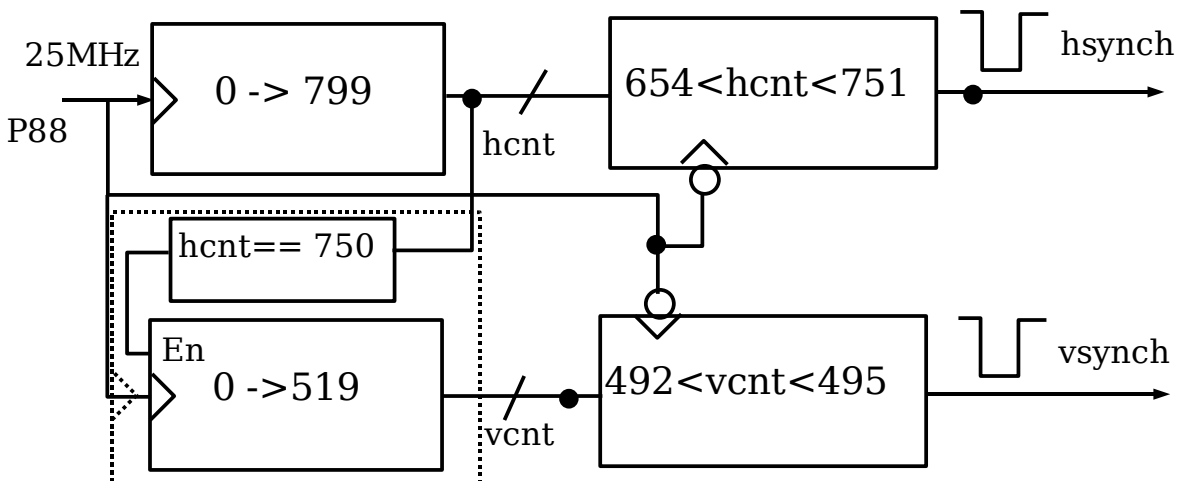 25MHz
P88
0 -> 799
hcnt
654<hcnt<751
hsynch
hcnt== 750
En
0 ->519
vcnt
492<vcnt<495
vsynch